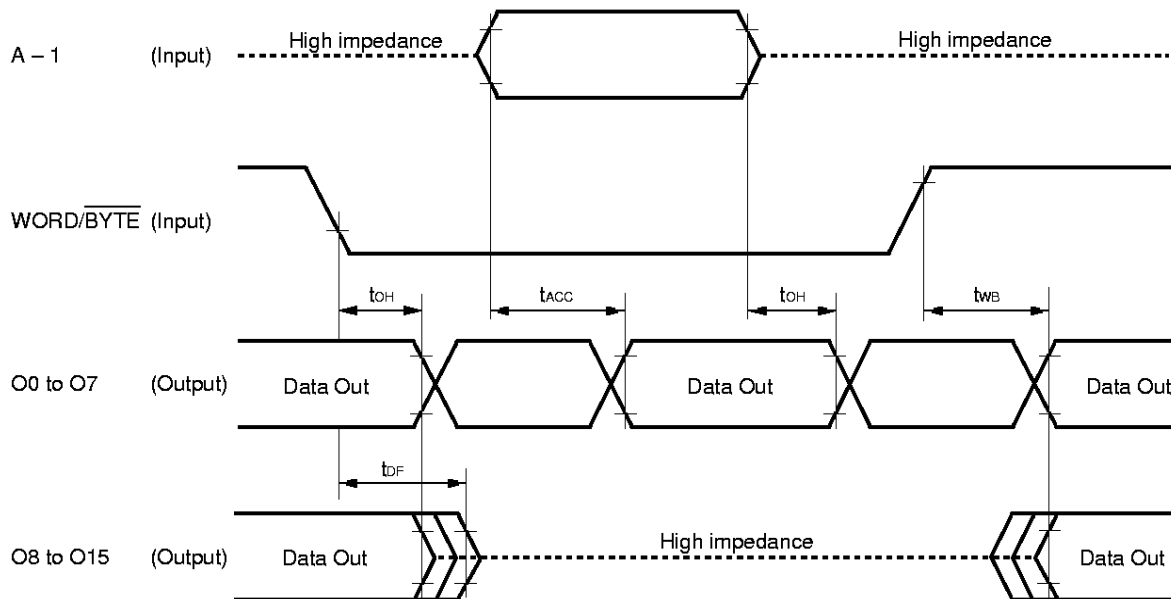 A – 1 (Input) High impedance High impedance
WORD/BYTE (Input)
tOH tACC tOH tWB
O0 to O7 (Output) Data Out Data Out Data Out
tDF
O8 to O15 (Output) Data Out High impedance Data Out